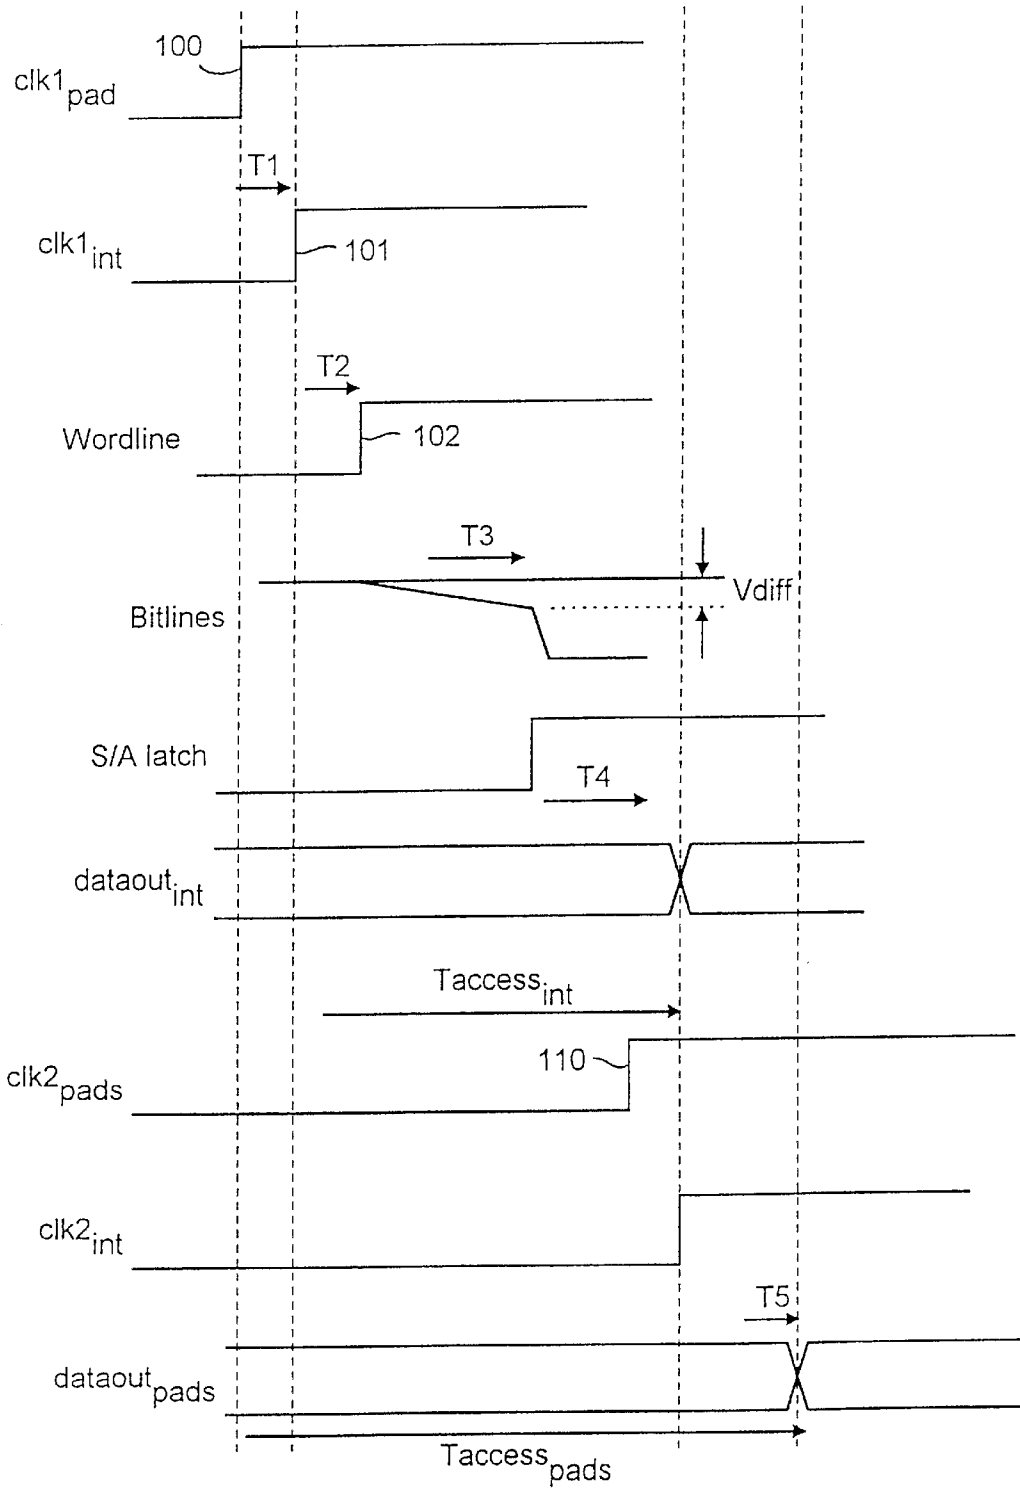 100
clk1pad
T1
clk1int
101
T2
Wordline
102
T3
Vdiff
Bitlines
S/A latch
T4
dataoutint
Taccessint
110
clk2pads
clk2int
T5
dataoutpads
Taccesspads